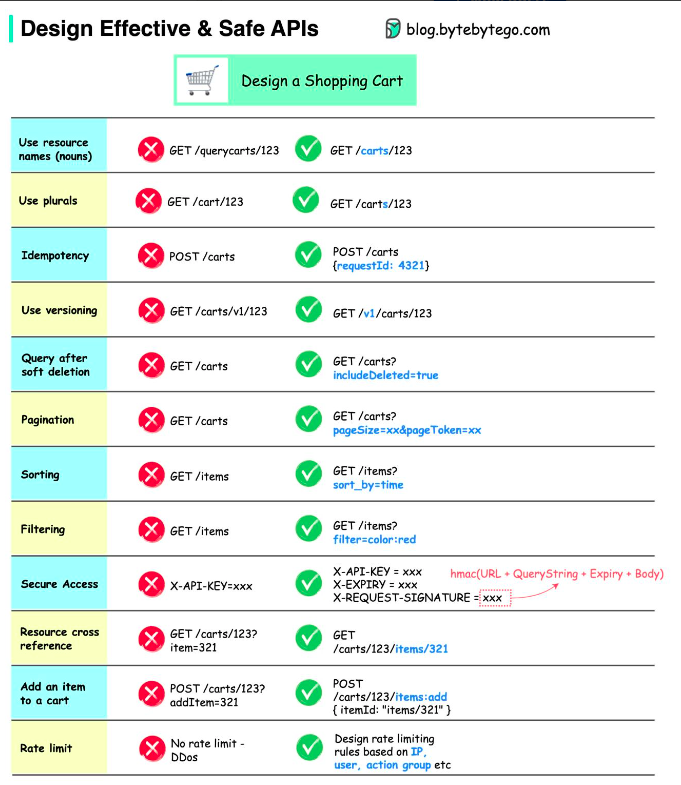 Design Effective & Safe APIs
blog.bytebytego.com
Design a Shopping Cart
Use resource
names (nouns)
GET /querycarts/123
GET /carts/123
Use plurals
GET /cart/123
GET /carts/123
Idempotency
POST /carts
POST /carts
{requestId: 4321}
Use versioning
GET /carts/v1/123
GET /v1/carts/123
Query after
soft deletion
GET /carts
GET /carts?
includeDeleted=true
Pagination
GET /carts
GET /carts?
pageSize=xx&pageToken=xx
Sorting
GET /items
GET /items?
sort_by=time
Filtering
GET /items
GET /items?
filter=color:red
Secure Access
X-API-KEY=xxx
X-API-KEY = xxx
X-EXPIRY = xxx
X-REQUEST-SIGNATURE = xxx
hmac(URL + QueryString + Expiry + Body)
Resource cross
reference
GET /carts/123?
item=321
GET
/carts/123/items/321
Add an item
to a cart
POST /carts/123?
addItem=321
POST
/carts/123/items:add
{ itemId: "items/321" }
Rate limit
No rate limit -
DDos
Design rate limiting
rules based on IP,
user, action group etc